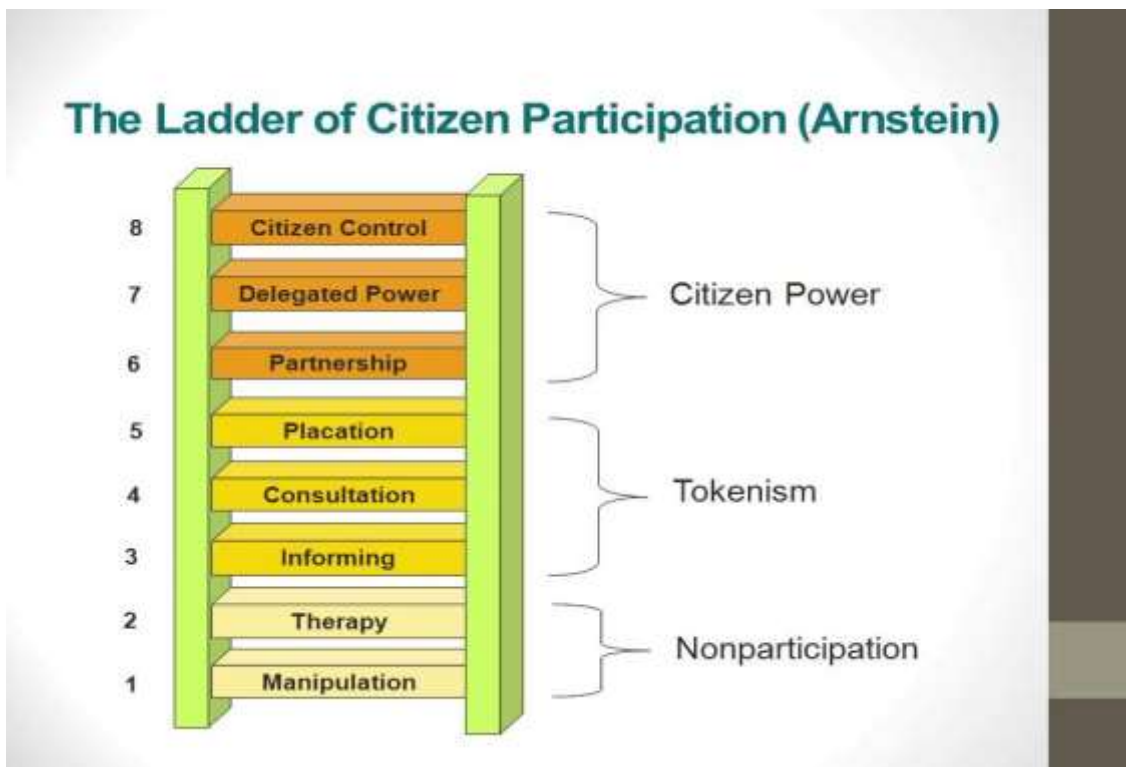 The Ladder of Citizen Participation (Arnstein)
8 Citizen Control
7 Delegated Power
6 Partnership
Citizen Power
5 Placation
4 Consultation
3 Informing
Tokenism
2 Therapy
1 Manipulation
Nonparticipation